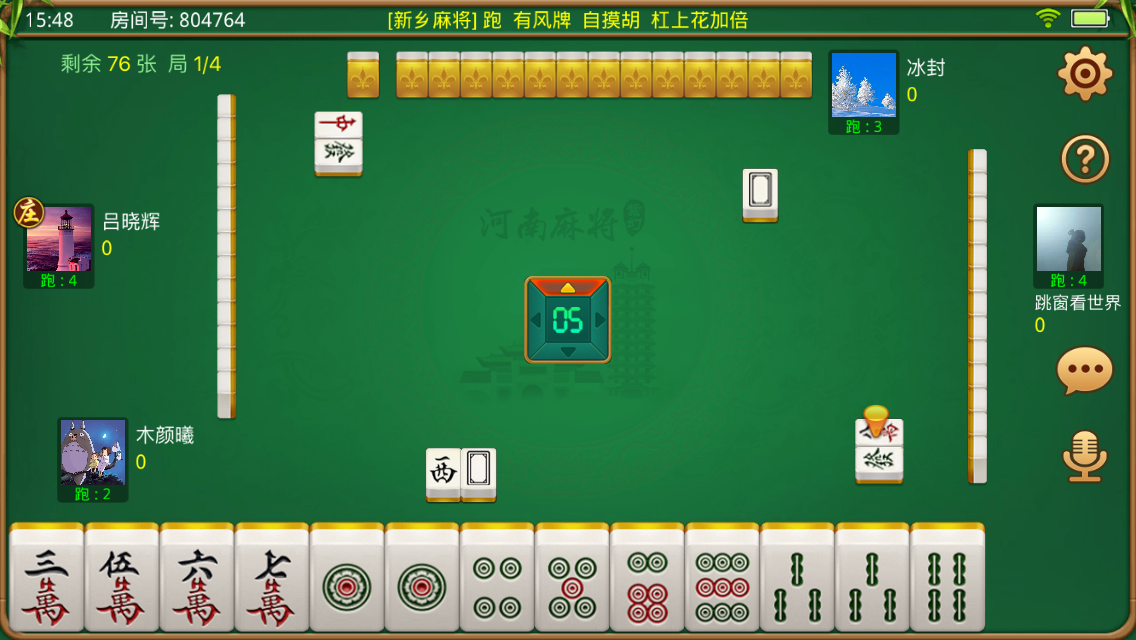 15:48 房间号: 804764 [新乡麻将] 跑 有风牌 自摸胡 杠上花加倍
剩余 76 张 局 1/4
冰封
0
跑 : 3
中
發
庄
吕晓辉
0
跑 : 4
河南麻将
跳窗看世界
0
跑 : 4
05
木颜曦
0
跑 : 2
西
發
三萬 伍萬 六萬 七萬